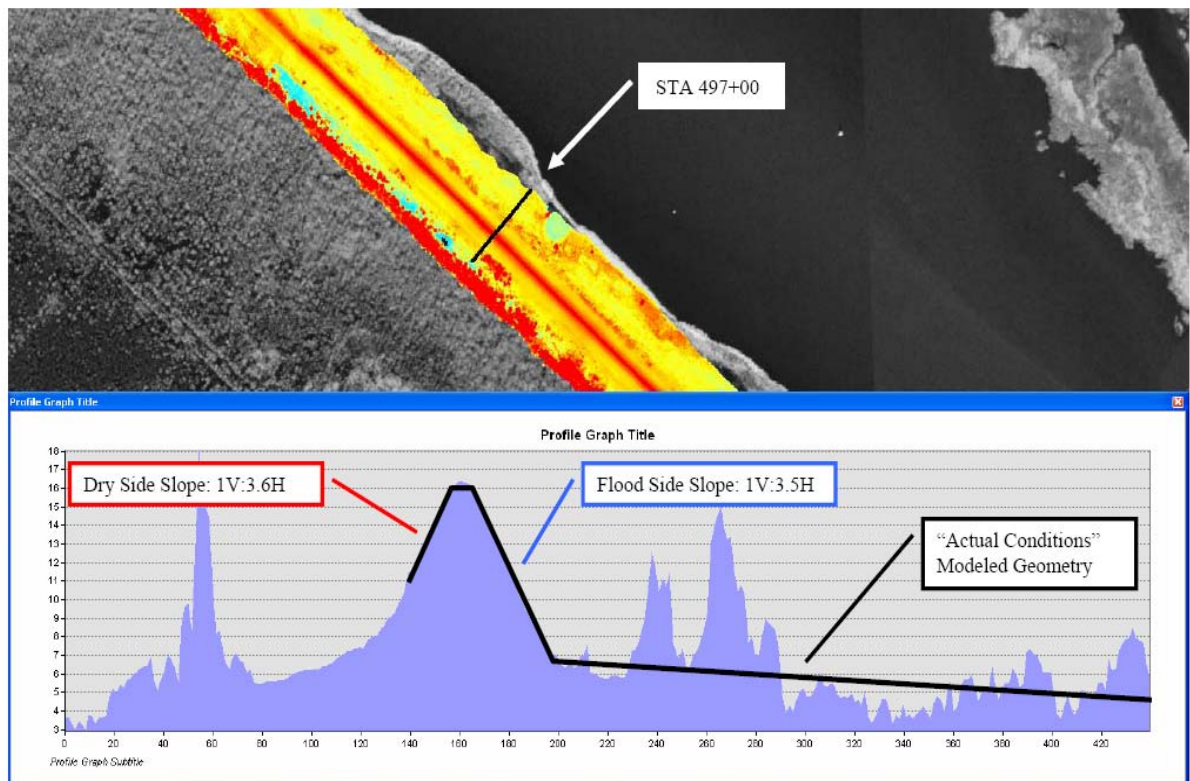 STA 497+00
Profile Graph Title
Profile Graph Title
18
17
16
15
14
13
12
11
10
9
8
7
6
5
4
3
Dry Side Slope: 1V:3.6H
Flood Side Slope: 1V:3.5H
“Actual Conditions”
Modeled Geometry
0 20 40 60 80 100 120 140 160 180 200 220 240 260 280 300 320 340 360 380 400 420
Profile Graph Subtitle